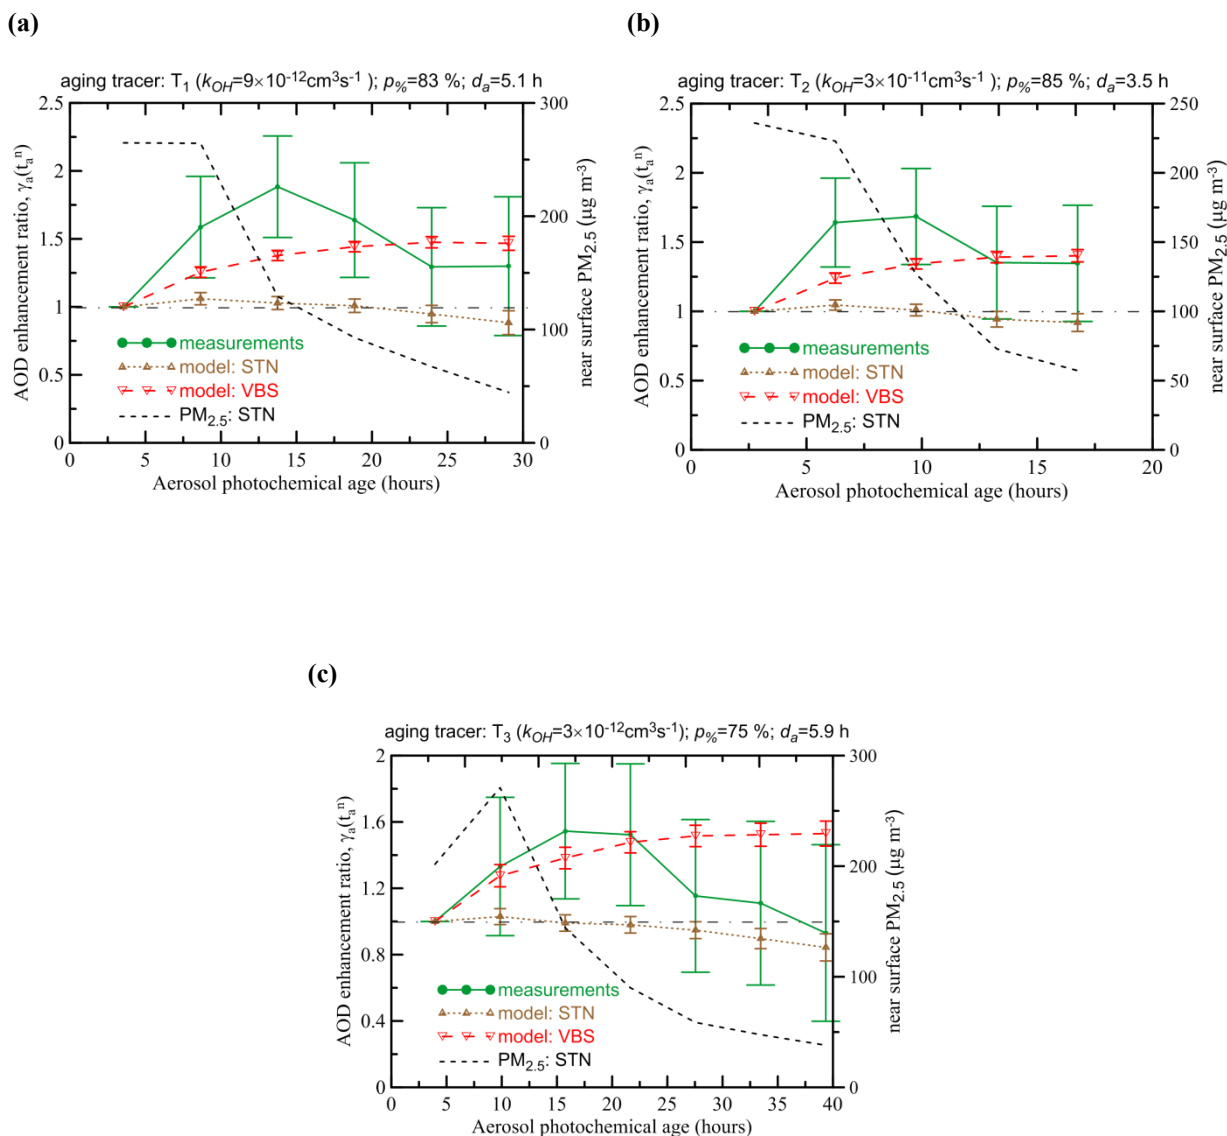 (a)
aging tracer: T1 (kOH=9×10-12cm3s-1 ); p%=83 %; da=5.1 h
2.5
2
1.5
1
0.5
0
AOD enhancement ratio, γa(tan)
300
200
100
0
near surface PM2.5 (µg m-3)
measurements
model: STN
model: VBS
PM2.5: STN
0 5 10 15 20 25 30
Aerosol photochemical age (hours)
(b)
aging tracer: T2 (kOH=3×10-11cm3s-1 ); p%=85 %; da=3.5 h
2.5
2
1.5
1
0.5
0
AOD enhancement ratio, γa(tan)
250
200
150
100
50
0
near surface PM2.5 (µg m-3)
measurements
model: STN
model: VBS
PM2.5: STN
0 5 10 15 20
Aerosol photochemical age (hours)
(c)
aging tracer: T3 (kOH=3×10-12cm3s-1); p%=75 %; da=5.9 h
2
1.6
1.2
0.8
0.4
0
AOD enhancement ratio, γa(tan)
300
200
100
0
near surface PM2.5 (µg m-3)
measurements
model: STN
model: VBS
PM2.5: STN
0 5 10 15 20 25 30 35 40
Aerosol photochemical age (hours)